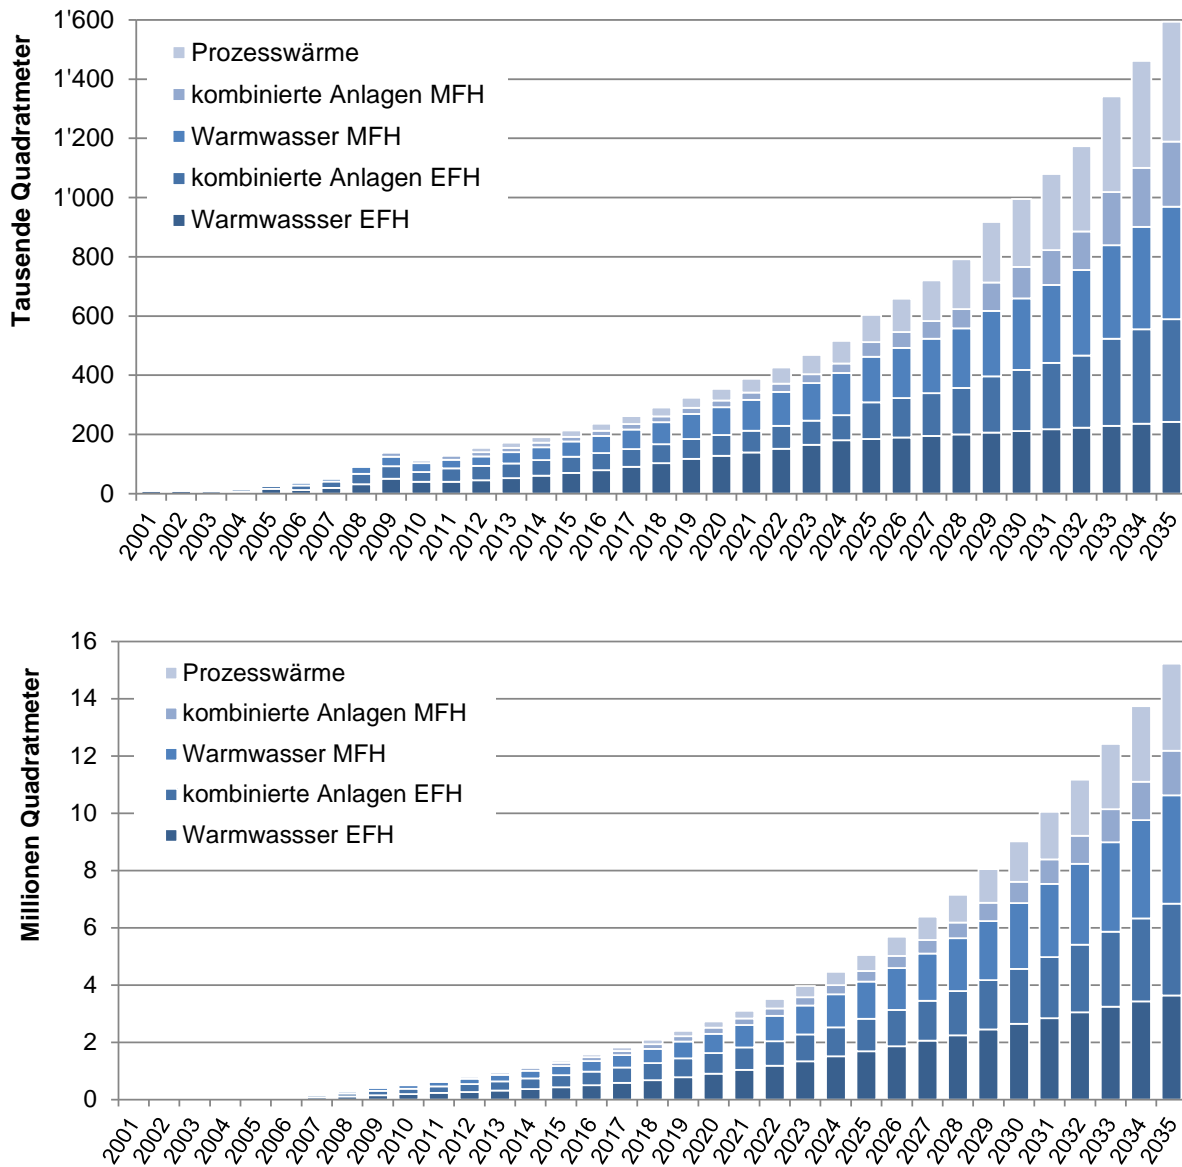 Tausende Quadratmeter
1'600
1'400
1'200
1'000
800
600
400
200
0
Prozesswärme
kombinierte Anlagen MFH
Warmwasser MFH
kombinierte Anlagen EFH
Warmwassser EFH
2001 2002 2003 2004 2005 2006 2007 2008 2009 2010 2011 2012 2013 2014 2015 2016 2017 2018 2019 2020 2021 2022 2023 2024 2025 2026 2027 2028 2029 2030 2031 2032 2033 2034 2035
Millionen Quadratmeter
16
14
12
10
8
6
4
2
0
Prozesswärme
kombinierte Anlagen MFH
Warmwasser MFH
kombinierte Anlagen EFH
Warmwassser EFH
2001 2002 2003 2004 2005 2006 2007 2008 2009 2010 2011 2012 2013 2014 2015 2016 2017 2018 2019 2020 2021 2022 2023 2024 2025 2026 2027 2028 2029 2030 2031 2032 2033 2034 2035